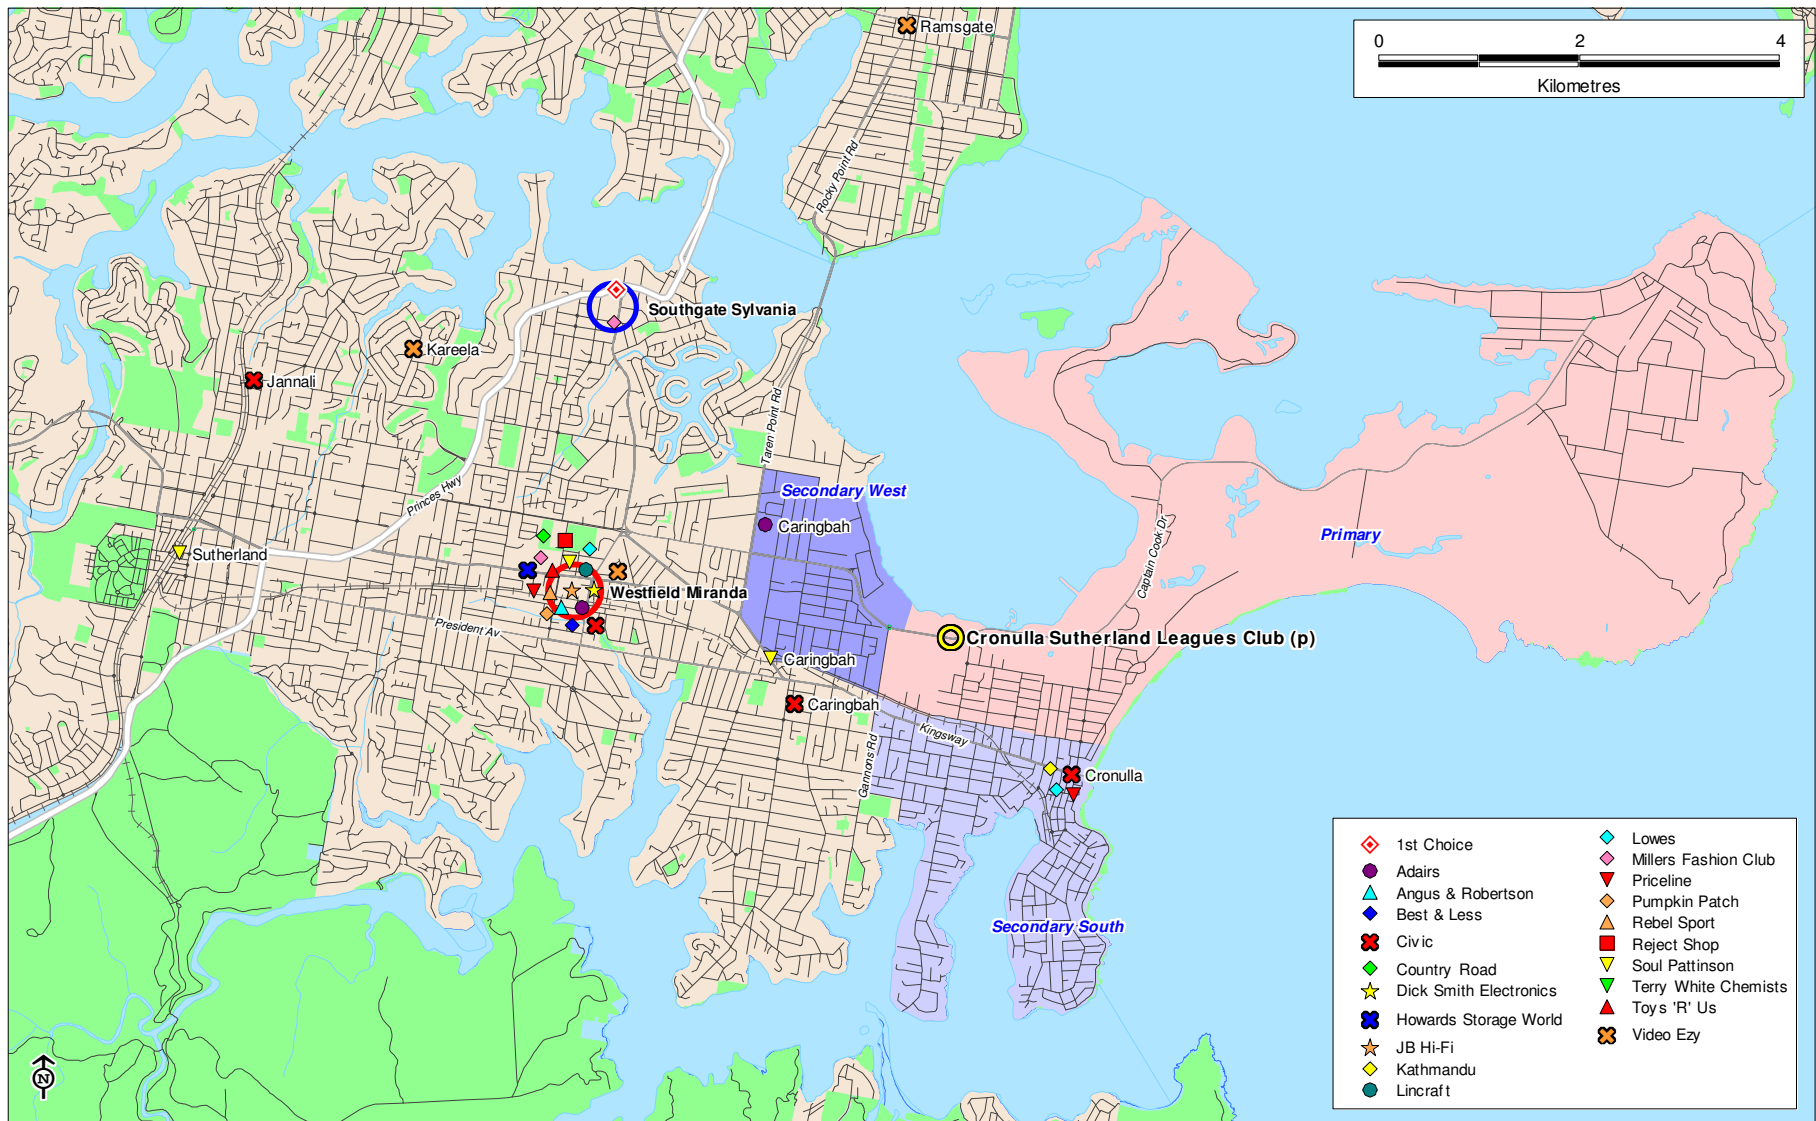 Ramsgate
0 2 4
Kilometres
Rocky Point Rd
Southgate Sylvania
Kareela
Jannali
Taren Point Rd
Princes Hwy
Secondary West
Caringbah
Primary
Captain Cook Dr
Sutherland
Westfield Miranda
President Av
Cronulla Sutherland Leagues Club (p)
Caringbah
Caringbah
Kingsway
Gannons Rd
Cronulla
Secondary South
N
1st Choice
Adairs
Angus & Robertson
Best & Less
Civic
Country Road
Dick Smith Electronics
Howards Storage World
JB Hi-Fi
Kathmandu
Lincraft
Lowes
Millers Fashion Club
Priceline
Pumpkin Patch
Rebel Sport
Reject Shop
Soul Pattinson
Terry White Chemists
Toys 'R' Us
Video Ezy